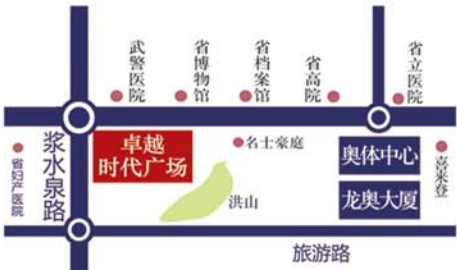 武警医院
省博物馆
省档案馆
省高院
省立医院
浆水泉路
省妇产医院
卓越
时代广场
名士豪庭
洪山
奥体中心
龙奥大厦
喜来登
旅游路